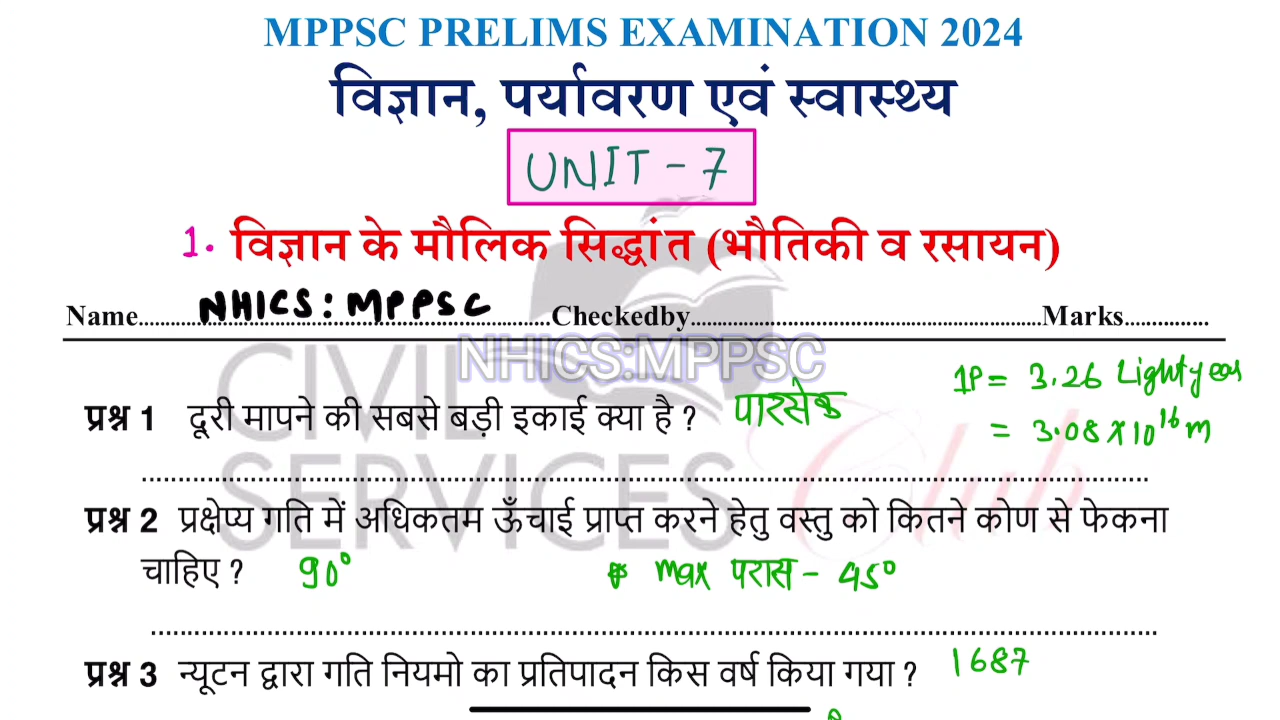 MPPSC PRELIMS EXAMINATION 2024
विज्ञान, पर्यावरण एवं स्वास्थ्य
UNIT - 7
1. विज्ञान के मौलिक सिद्धांत (भौतिकी व रसायन)
Name.....NHICS : MPPSC.....Checkedby..........Marks..........
NHICS:MPPSC
CIVIL
SERVICES
Club
1P = 3.26 Lightyear
प्रश्न 1 दूरी मापने की सबसे बड़ी इकाई क्या है ? पारसेक
= 3.08 X 10¹⁶ m
प्रश्न 2 प्रक्षेप्य गति में अधिकतम ऊँचाई प्राप्त करने हेतु वस्तु को कितने कोण से फेकना
चाहिए ? 90° * max परास - 45°
प्रश्न 3 न्यूटन द्वारा गति नियमो का प्रतिपादन किस वर्ष किया गया ? 1687